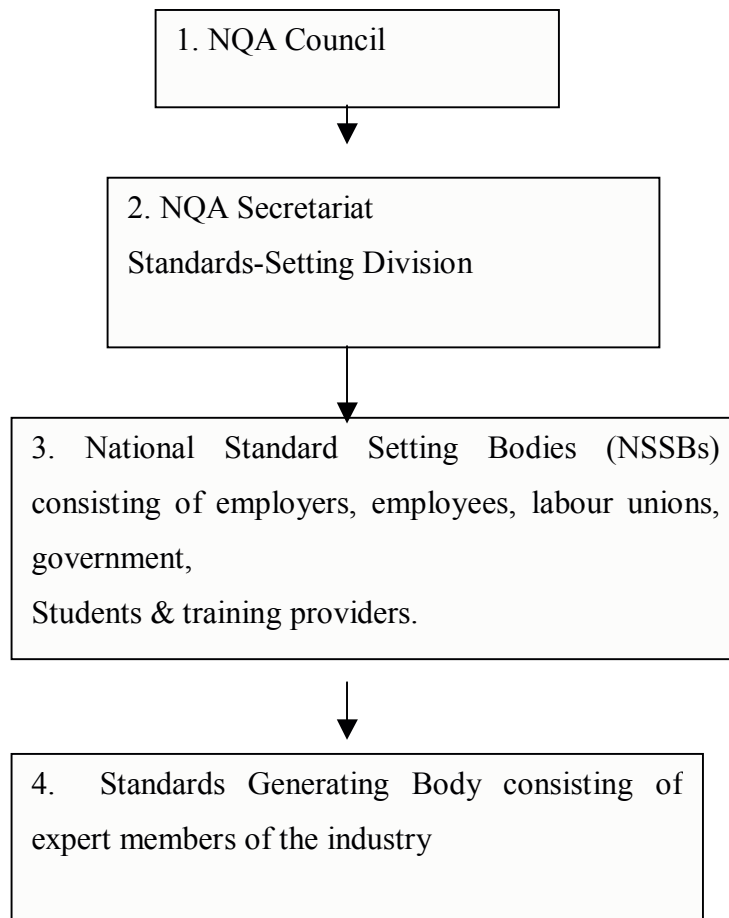 1. NQA Council
2. NQA Secretariat
Standards-Setting Division
3. National Standard Setting Bodies (NSSBs)
consisting of employers, employees, labour unions,
government,
Students & training providers.
4. Standards Generating Body consisting of
expert members of the industry